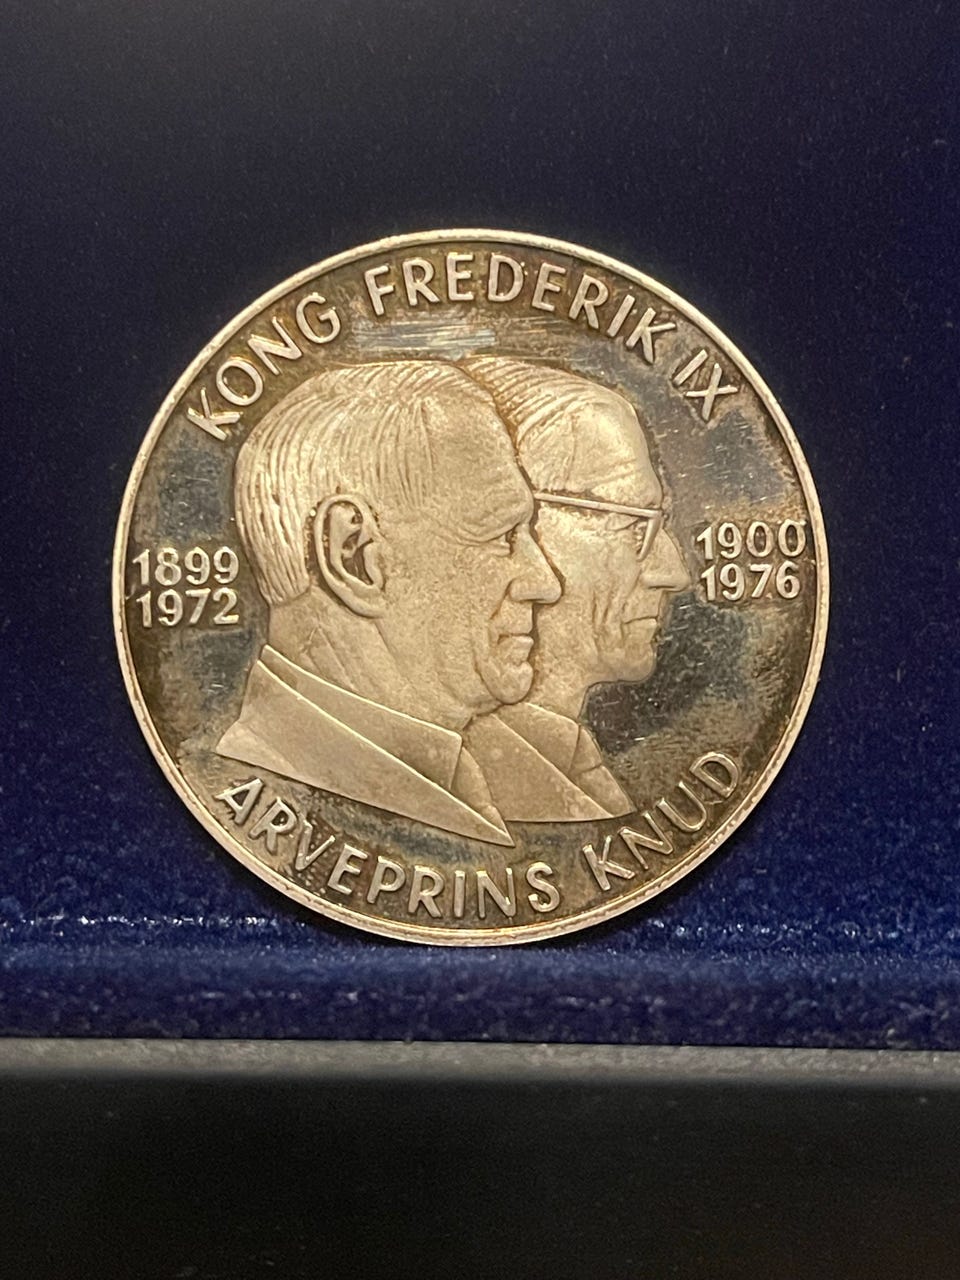 KONG FREDERIK IX
1899
1972
1900
1976
ARVEPRINS KNUD